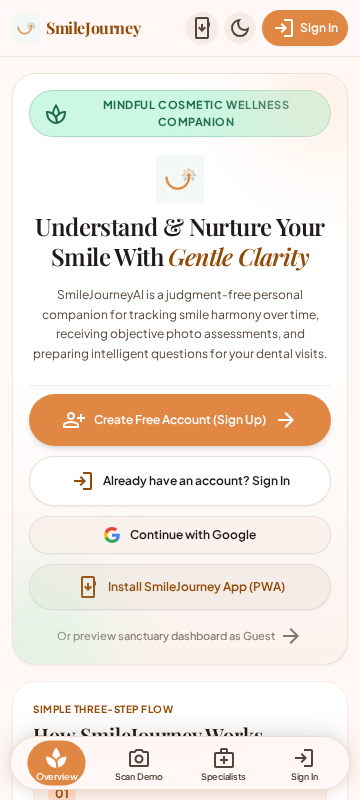 SmileJourney
Sign In
MINDFUL COSMETIC WELLNESS
COMPANION
Understand & Nurture Your
Smile With Gentle Clarity
SmileJourneyAI is a judgment-free personal
companion for tracking smile harmony over time,
receiving objective photo assessments, and
preparing intelligent questions for your dental visits.
Create Free Account (Sign Up)
Already have an account? Sign In
Continue with Google
Install SmileJourney App (PWA)
Or preview sanctuary dashboard as Guest
SIMPLE THREE-STEP FLOW
How SmileJourney Works
01
Overview
Scan Demo
Specialists
Sign In